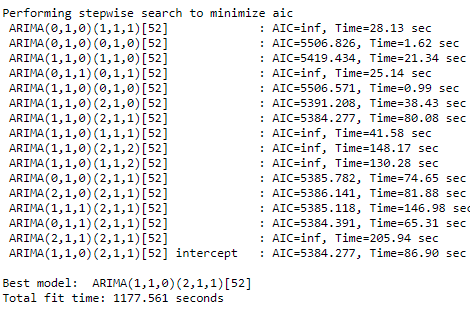 Performing stepwise search to minimize aic
ARIMA(0,1,0)(1,1,1)[52] : AIC=inf, Time=28.13 sec
ARIMA(0,1,0)(0,1,0)[52] : AIC=5506.826, Time=1.62 sec
ARIMA(1,1,0)(1,1,0)[52] : AIC=5419.434, Time=21.34 sec
ARIMA(0,1,1)(0,1,1)[52] : AIC=inf, Time=25.14 sec
ARIMA(1,1,0)(0,1,0)[52] : AIC=5506.571, Time=0.99 sec
ARIMA(1,1,0)(2,1,0)[52] : AIC=5391.208, Time=38.43 sec
ARIMA(1,1,0)(2,1,1)[52] : AIC=5384.277, Time=80.08 sec
ARIMA(1,1,0)(1,1,1)[52] : AIC=inf, Time=41.58 sec
ARIMA(1,1,0)(2,1,2)[52] : AIC=inf, Time=148.17 sec
ARIMA(1,1,0)(1,1,2)[52] : AIC=inf, Time=130.28 sec
ARIMA(0,1,0)(2,1,1)[52] : AIC=5385.782, Time=74.65 sec
ARIMA(2,1,0)(2,1,1)[52] : AIC=5386.141, Time=81.88 sec
ARIMA(1,1,1)(2,1,1)[52] : AIC=5385.118, Time=146.98 sec
ARIMA(0,1,1)(2,1,1)[52] : AIC=5384.391, Time=65.31 sec
ARIMA(2,1,1)(2,1,1)[52] : AIC=inf, Time=205.94 sec
ARIMA(1,1,0)(2,1,1)[52] intercept : AIC=5384.277, Time=86.90 sec
Best model: ARIMA(1,1,0)(2,1,1)[52]
Total fit time: 1177.561 seconds